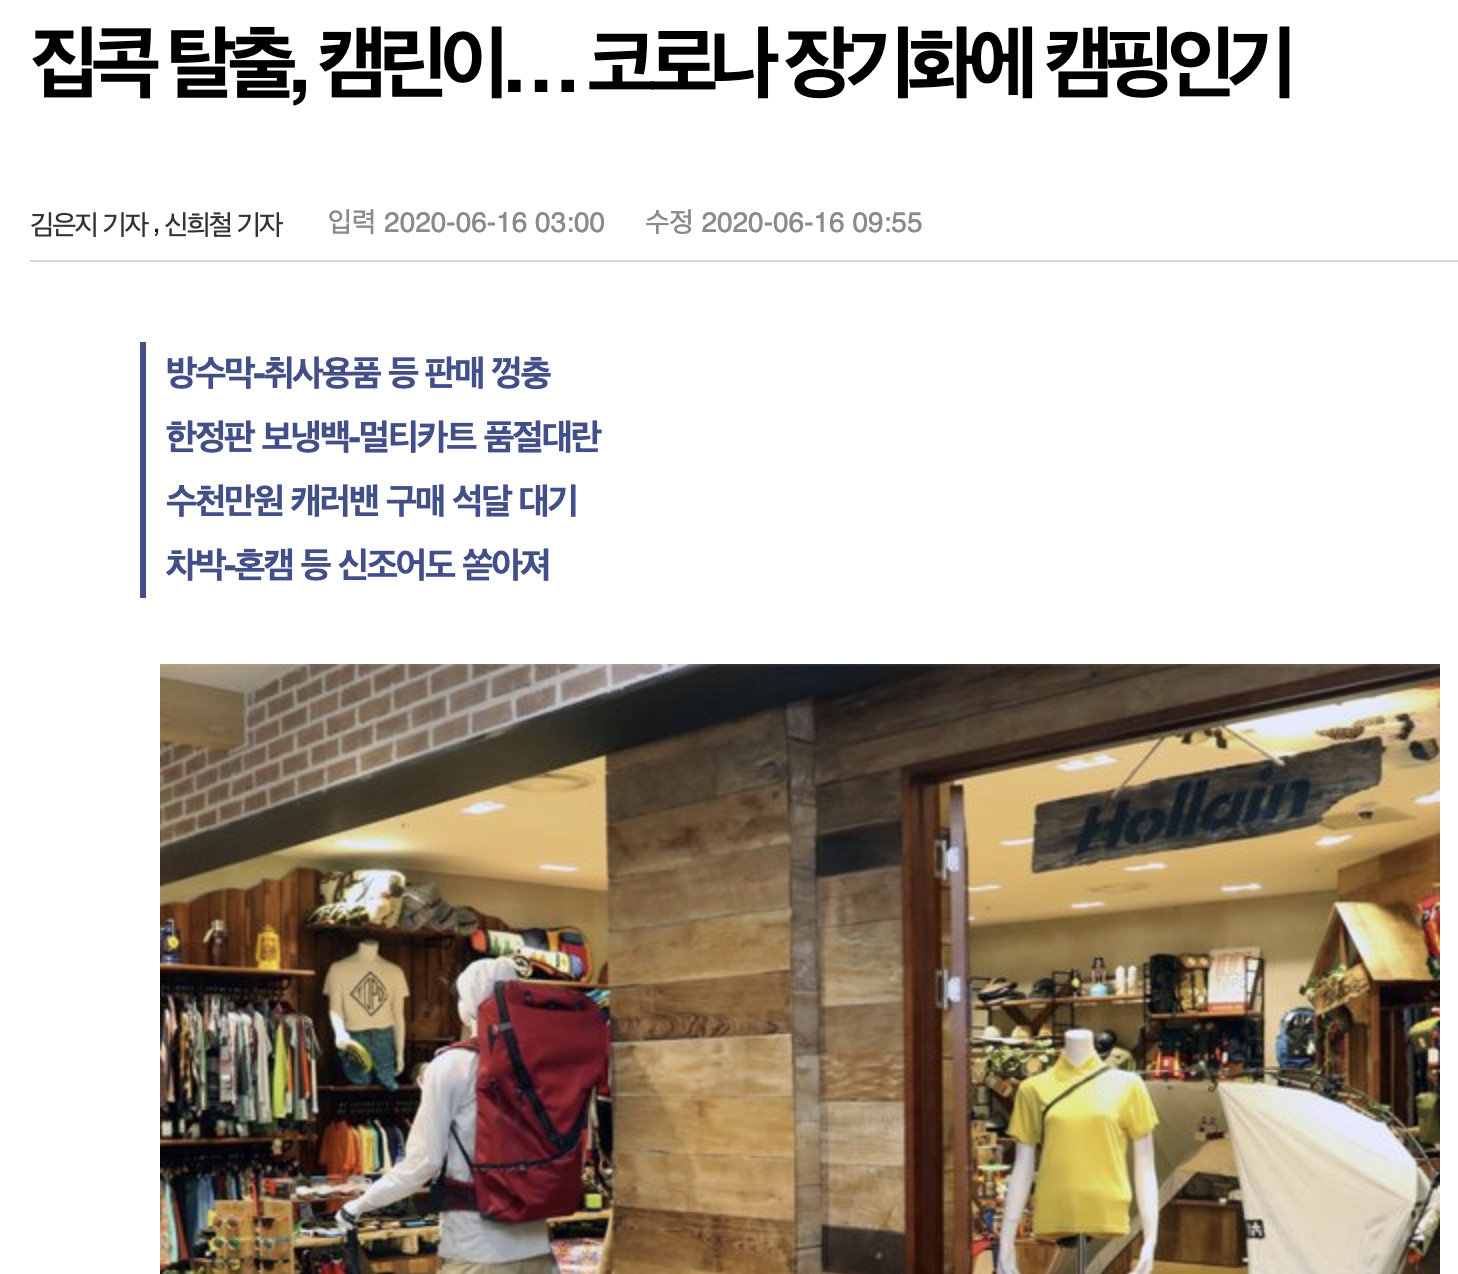 집콕 탈출, 캠린이… 코로나 장기화에 캠핑인기
김은지 기자 , 신희철 기자 입력 2020-06-16 03:00 수정 2020-06-16 09:55
방수막-취사용품 등 판매 껑충
한정판 보냉백-멀티카트 품절대란
수천만원 캐러밴 구매 석달 대기
차박-혼캠 등 신조어도 쏟아져
Hollain